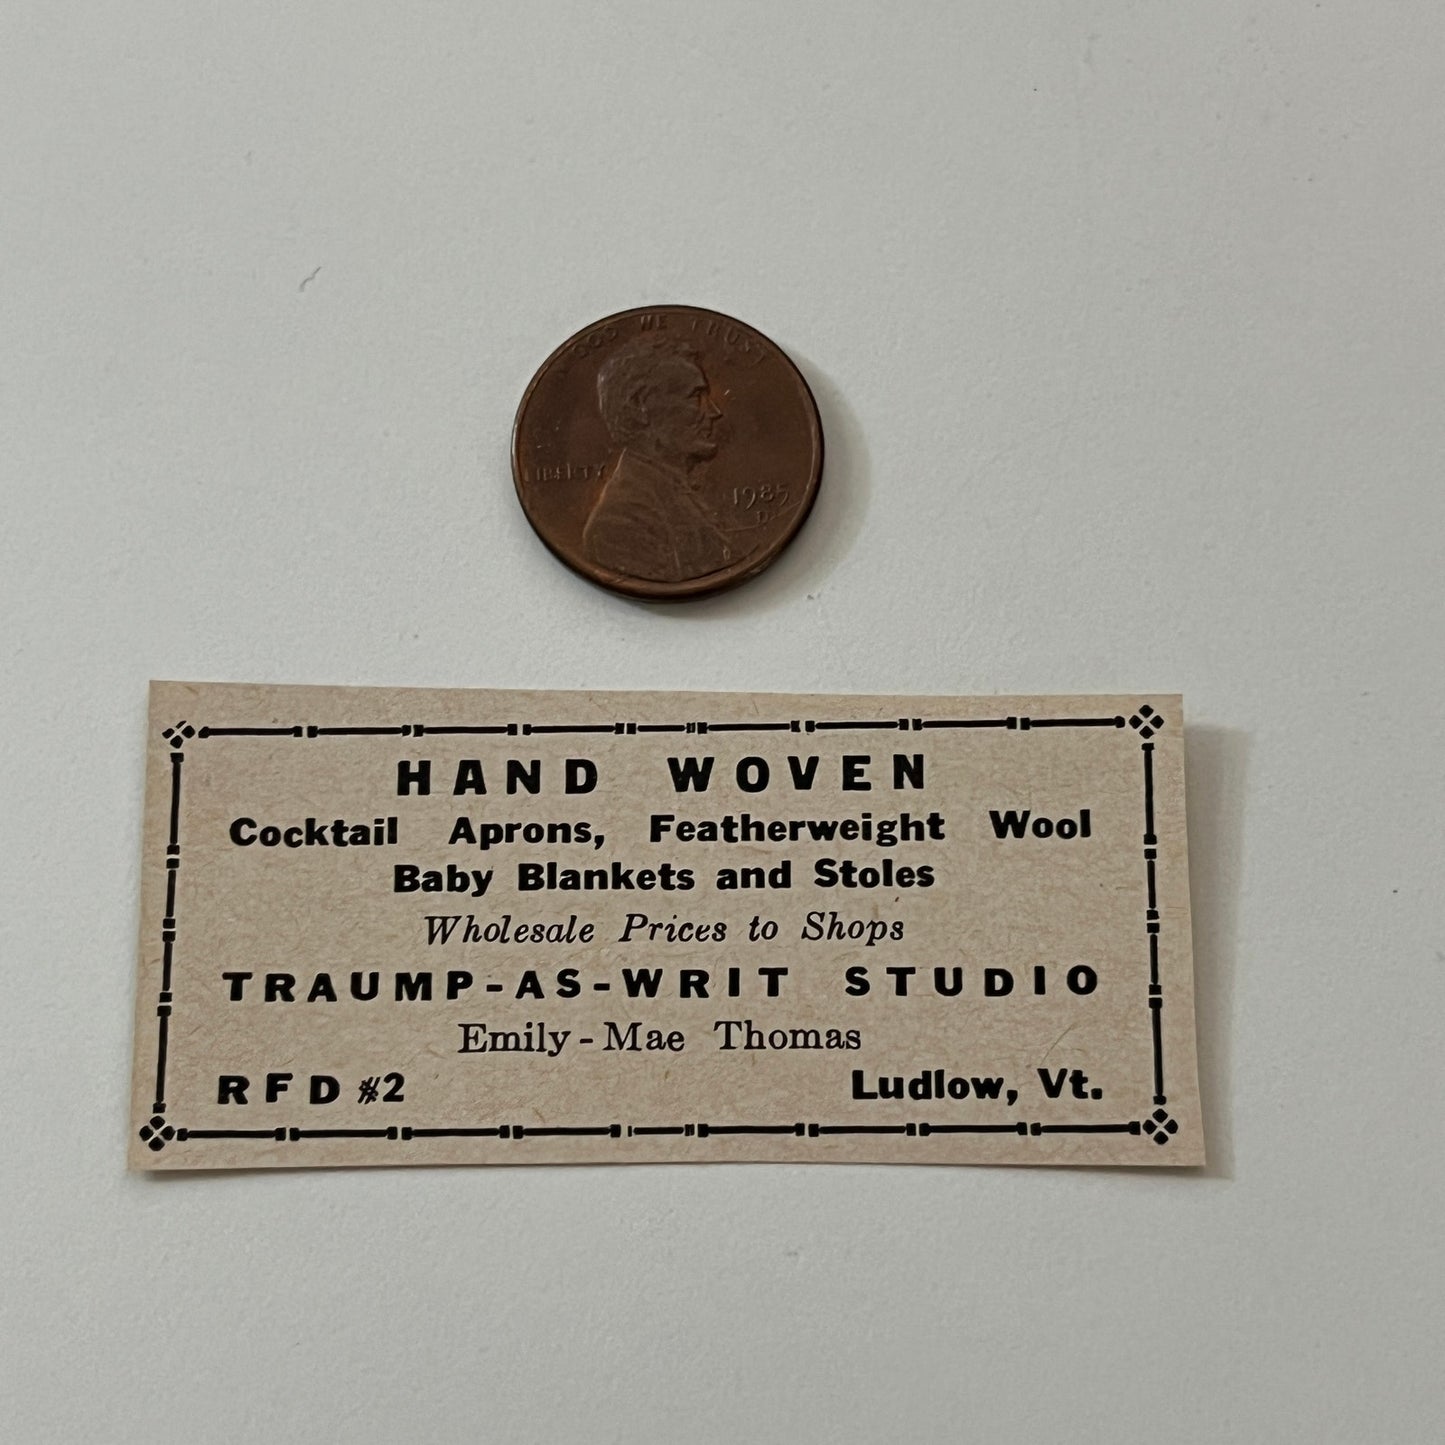 GOD WE TRUST
LIBERTY
1985
D
HAND WOVEN
Cocktail Aprons, Featherweight Wool
Baby Blankets and Stoles
Wholesale Prices to Shops
TRAUMP-AS-WRIT STUDIO
Emily-Mae Thomas
RFD #2 Ludlow, Vt.